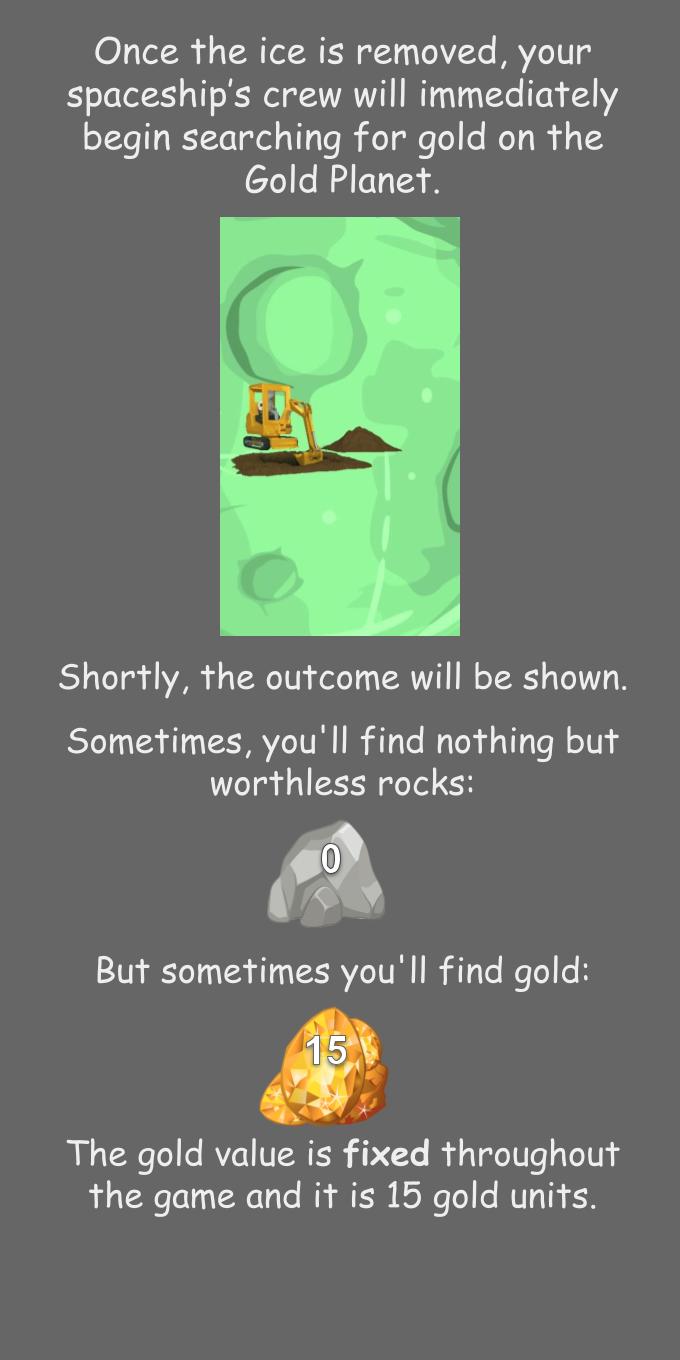 Once the ice is removed, your
spaceship’s crew will immediately
begin searching for gold on the
Gold Planet.
Shortly, the outcome will be shown.
Sometimes, you'll find nothing but
worthless rocks:
0
But sometimes you'll find gold:
15
The gold value is fixed throughout
the game and it is 15 gold units.